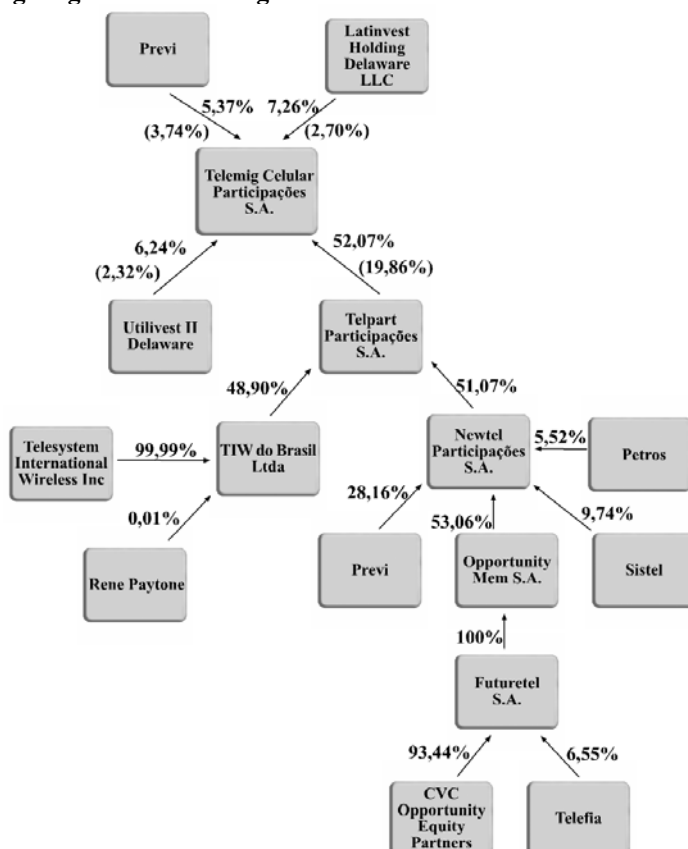 Previ
Latinvest
Holding
Delaware
LLC
5,37%
7,26%
(3,74%)
(2,70%)
Telemig Celular
Participações
S.A.
6,24%
52,07%
(2,32%)
(19,86%)
Utilivest II
Delaware
Telpart
Participações
S.A.
48,90%
51,07%
Telesystem
International
Wireless Inc
99,99%
TIW do Brasil
Ltda
Newtel
Participações
S.A.
5,52%
Petros
0,01%
28,16%
53,06%
9,74%
Rene Paytone
Previ
Opportunity
Mem S.A.
Sistel
100%
Futuretel
S.A.
93,44%
6,55%
CVC
Opportunity
Equity
Partners
Telefia